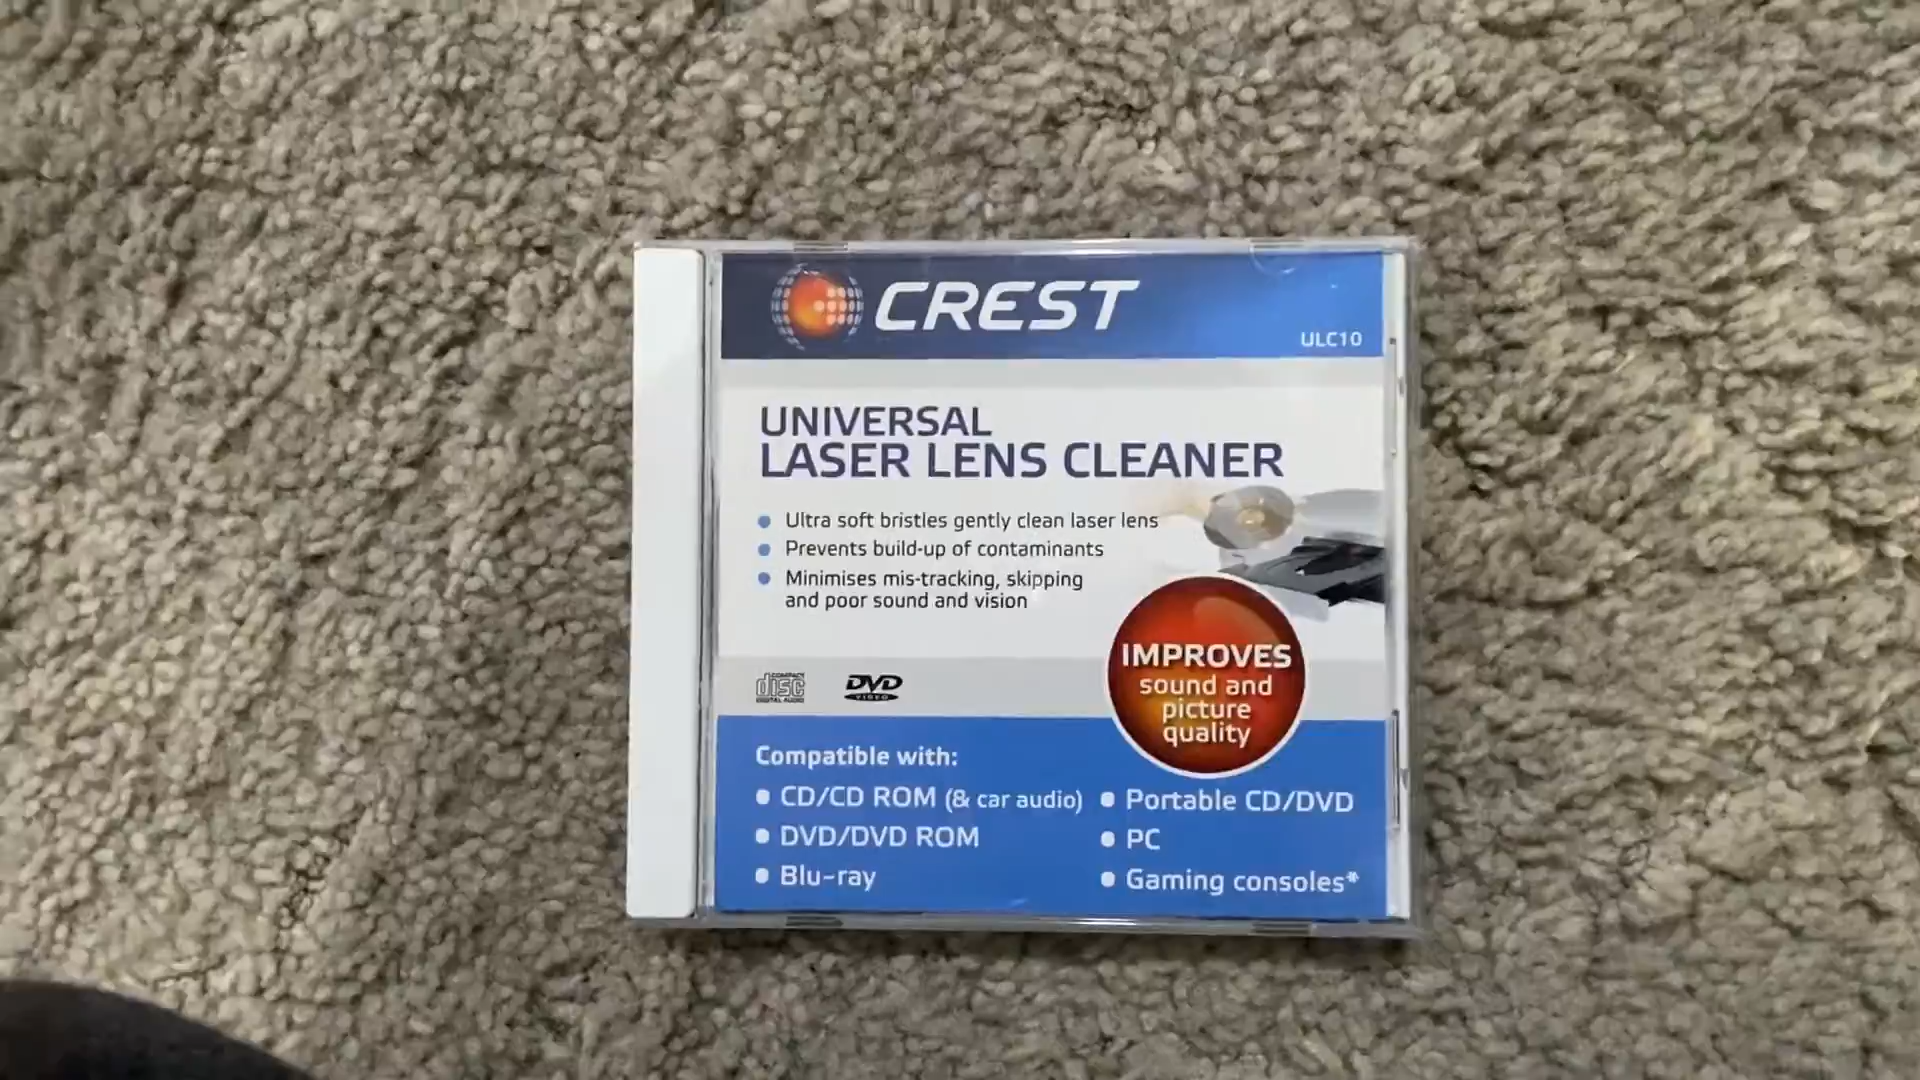 CREST
ULC10
UNIVERSAL
LASER LENS CLEANER
Ultra soft bristles gently clean laser lens
Prevents build-up of contaminants
Minimises mis-tracking, skipping
and poor sound and vision
IMPROVES
sound and
picture
quality
COMPACT
disc
DIGITAL AUDIO
DVD
VIDEO
Compatible with:
CD/CD ROM (& car audio)
DVD/DVD ROM
Blu-ray
Portable CD/DVD
PC
Gaming consoles*